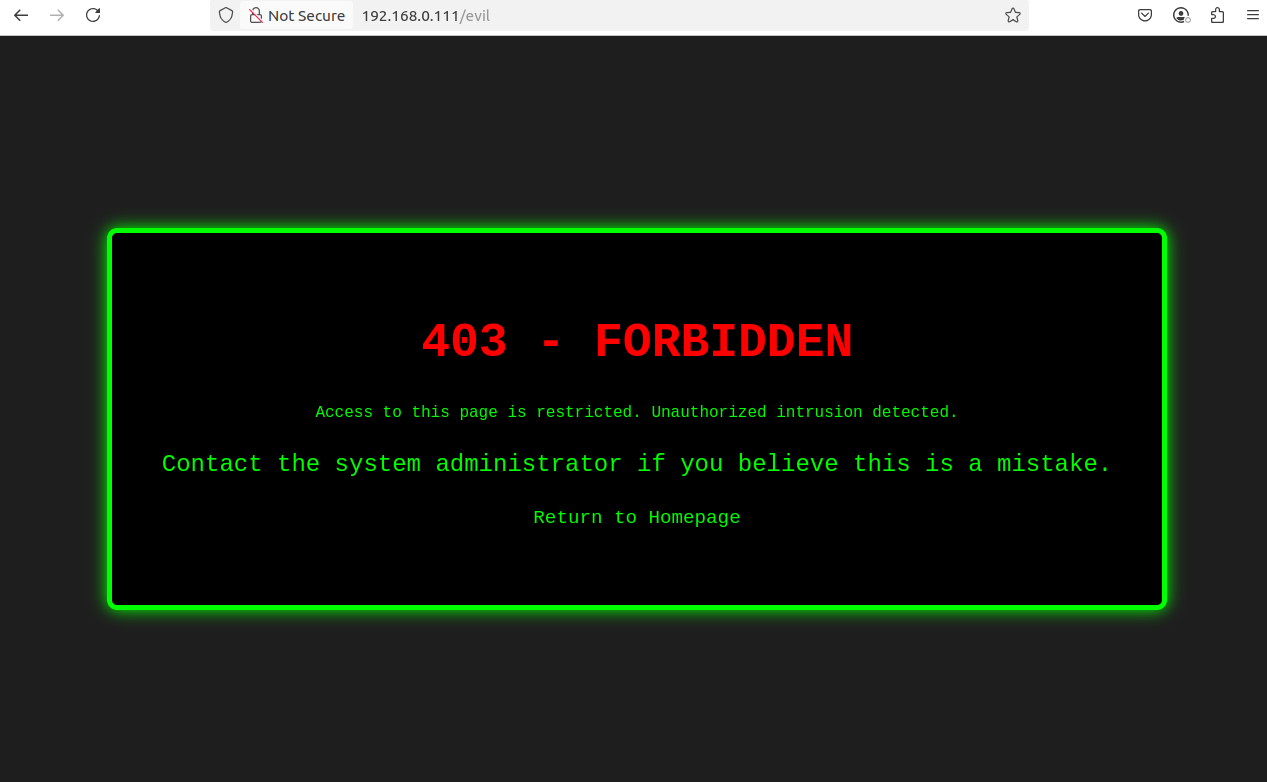 Not Secure 192.168.0.111/evil
403 - FORBIDDEN
Access to this page is restricted. Unauthorized intrusion detected.
Contact the system administrator if you believe this is a mistake.
Return to Homepage